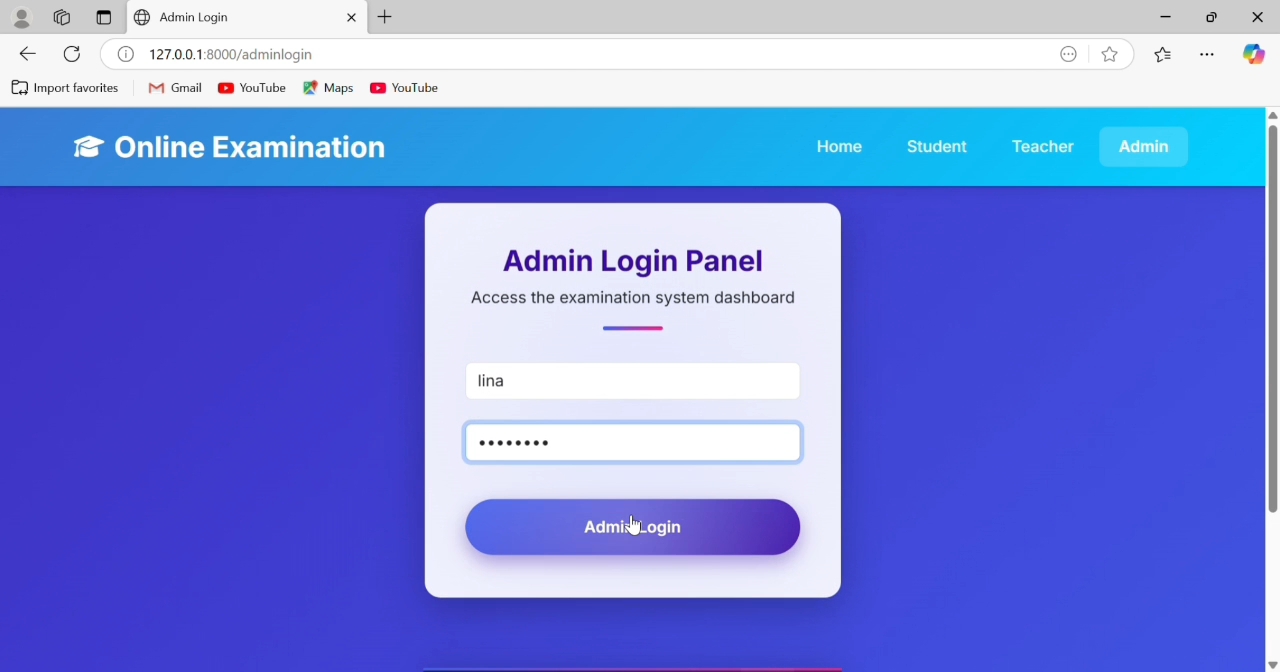 Admin Login
127.0.0.1:8000/adminlogin
Import favorites
Gmail
YouTube
Maps
YouTube
Online Examination
Home
Student
Teacher
Admin
Admin Login Panel
Access the examination system dashboard
lina
••••••••
Admin Login